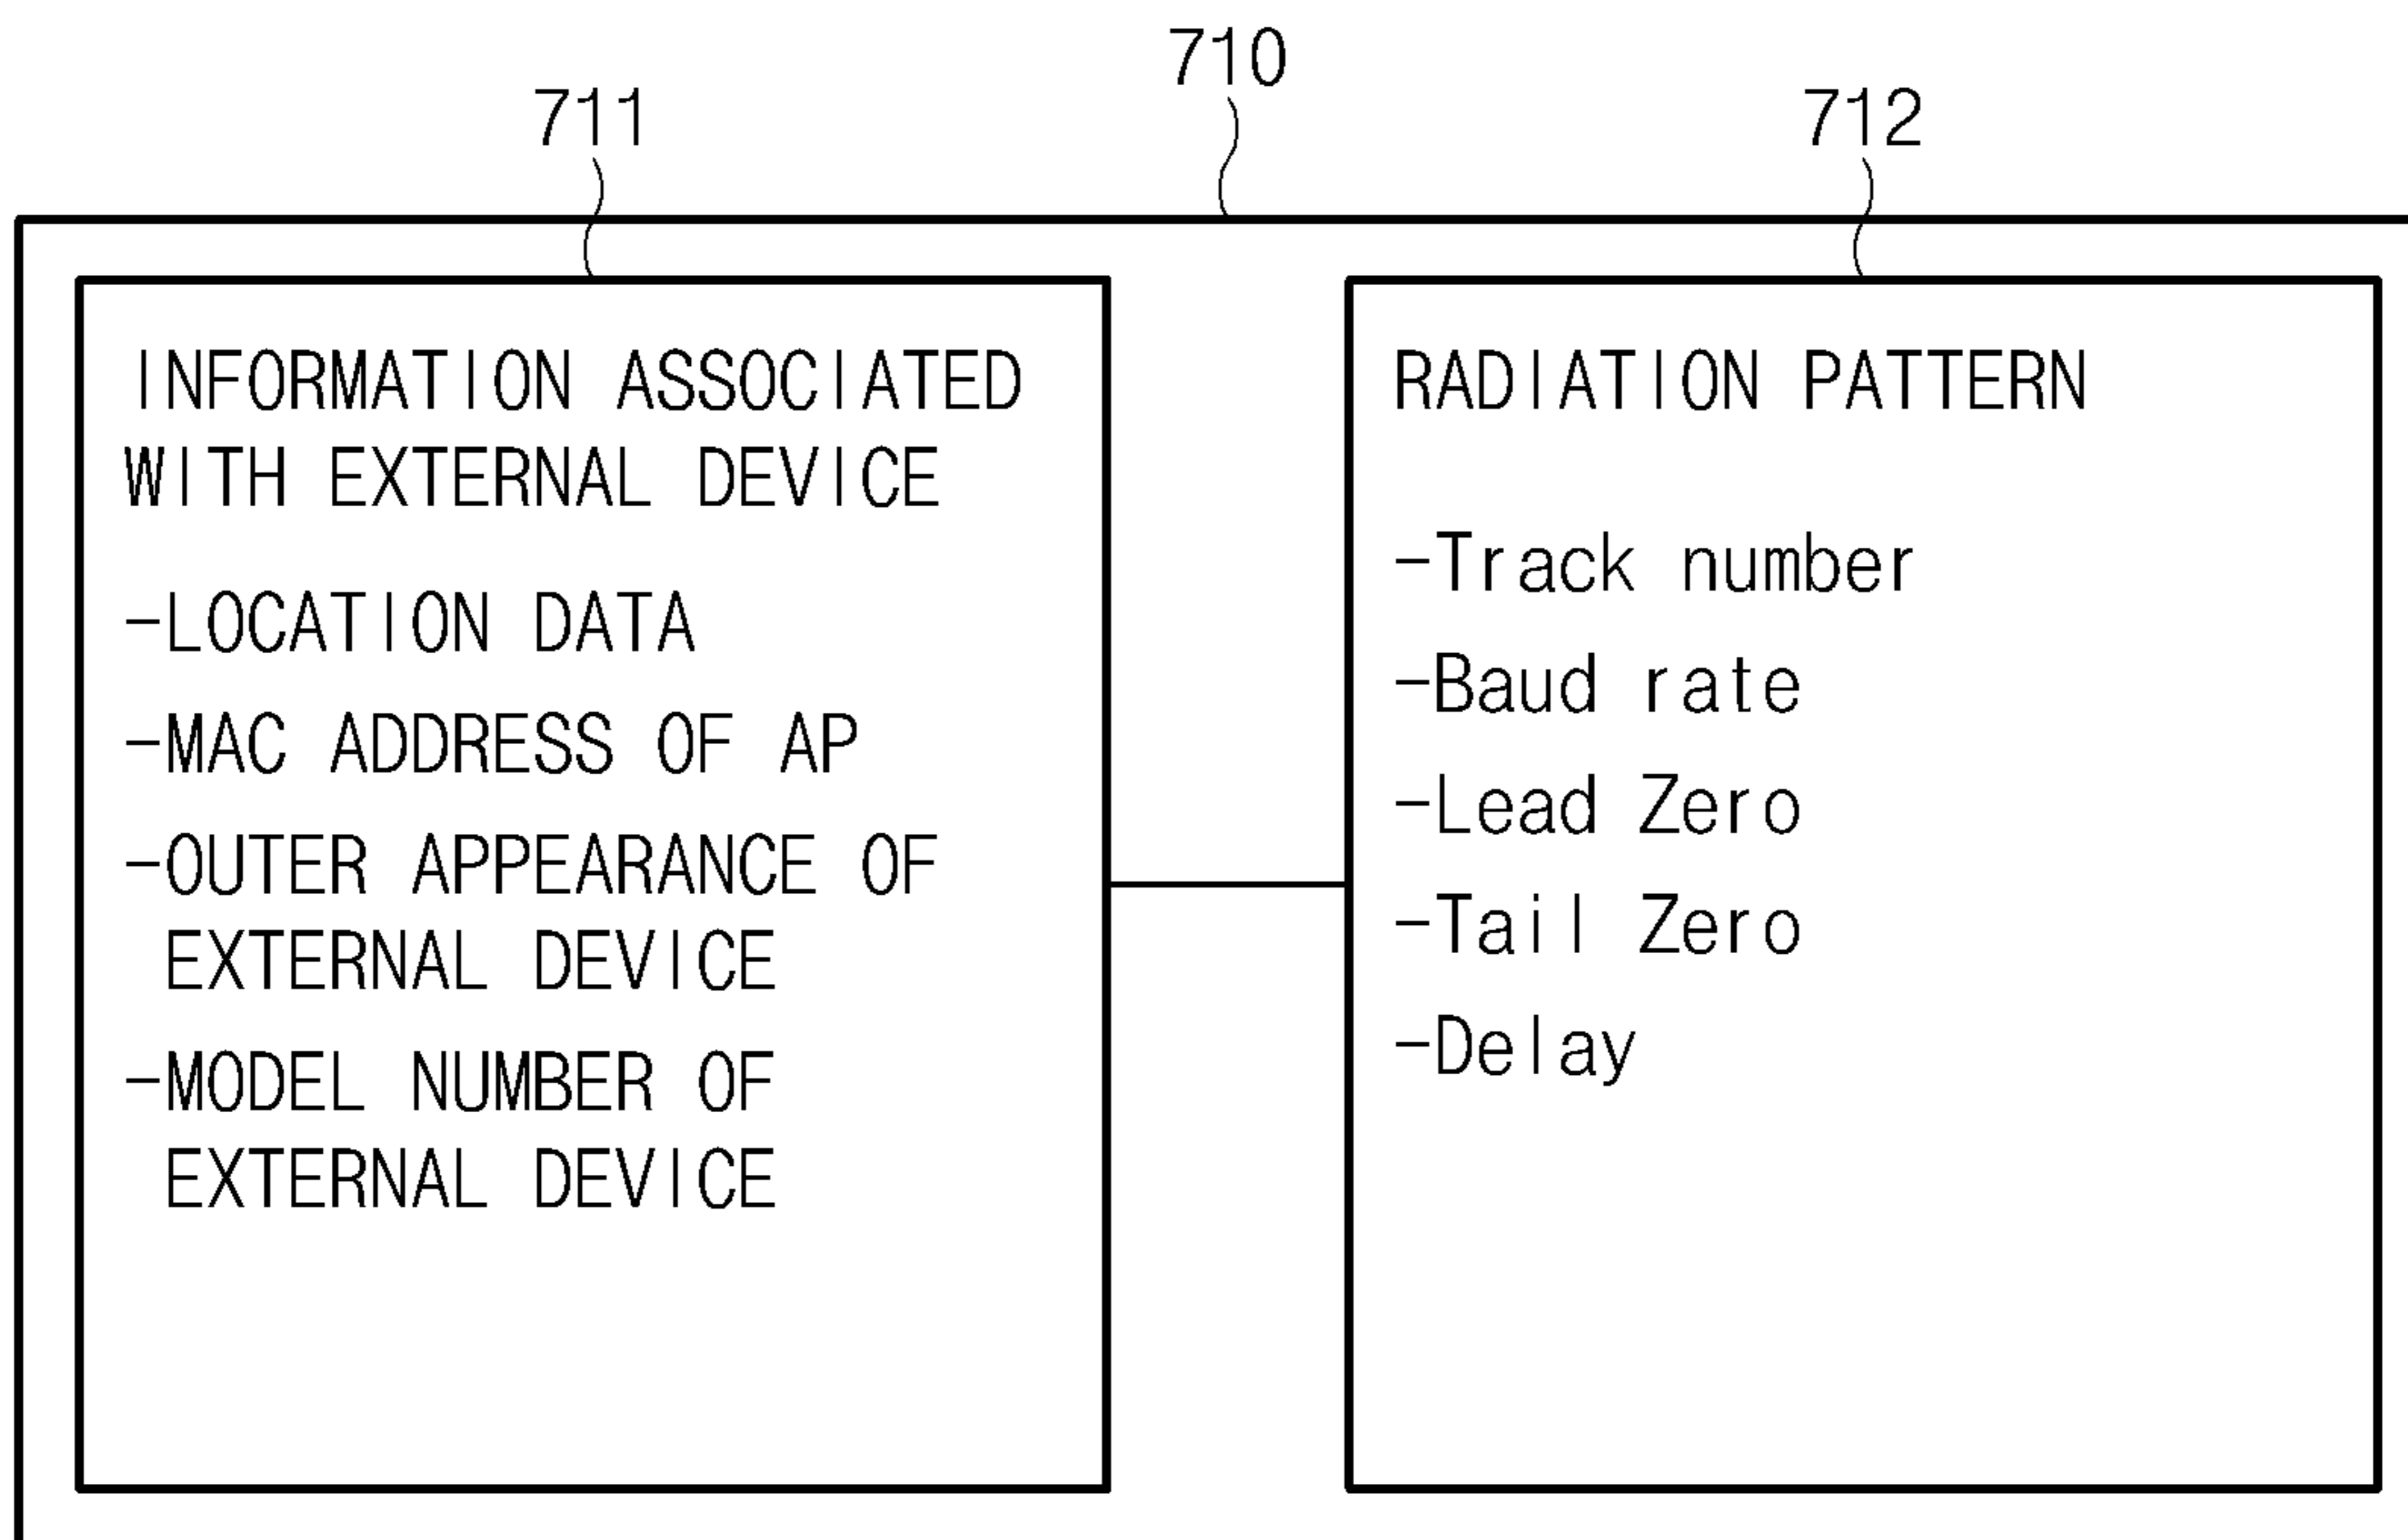 710
711
712
INFORMATION ASSOCIATED
WITH EXTERNAL DEVICE
-LOCATION DATA
-MAC ADDRESS OF AP
-OUTER APPEARANCE OF
EXTERNAL DEVICE
-MODEL NUMBER OF
EXTERNAL DEVICE
RADIATION PATTERN
-Track number
-Baud rate
-Lead Zero
-Tail Zero
-Delay